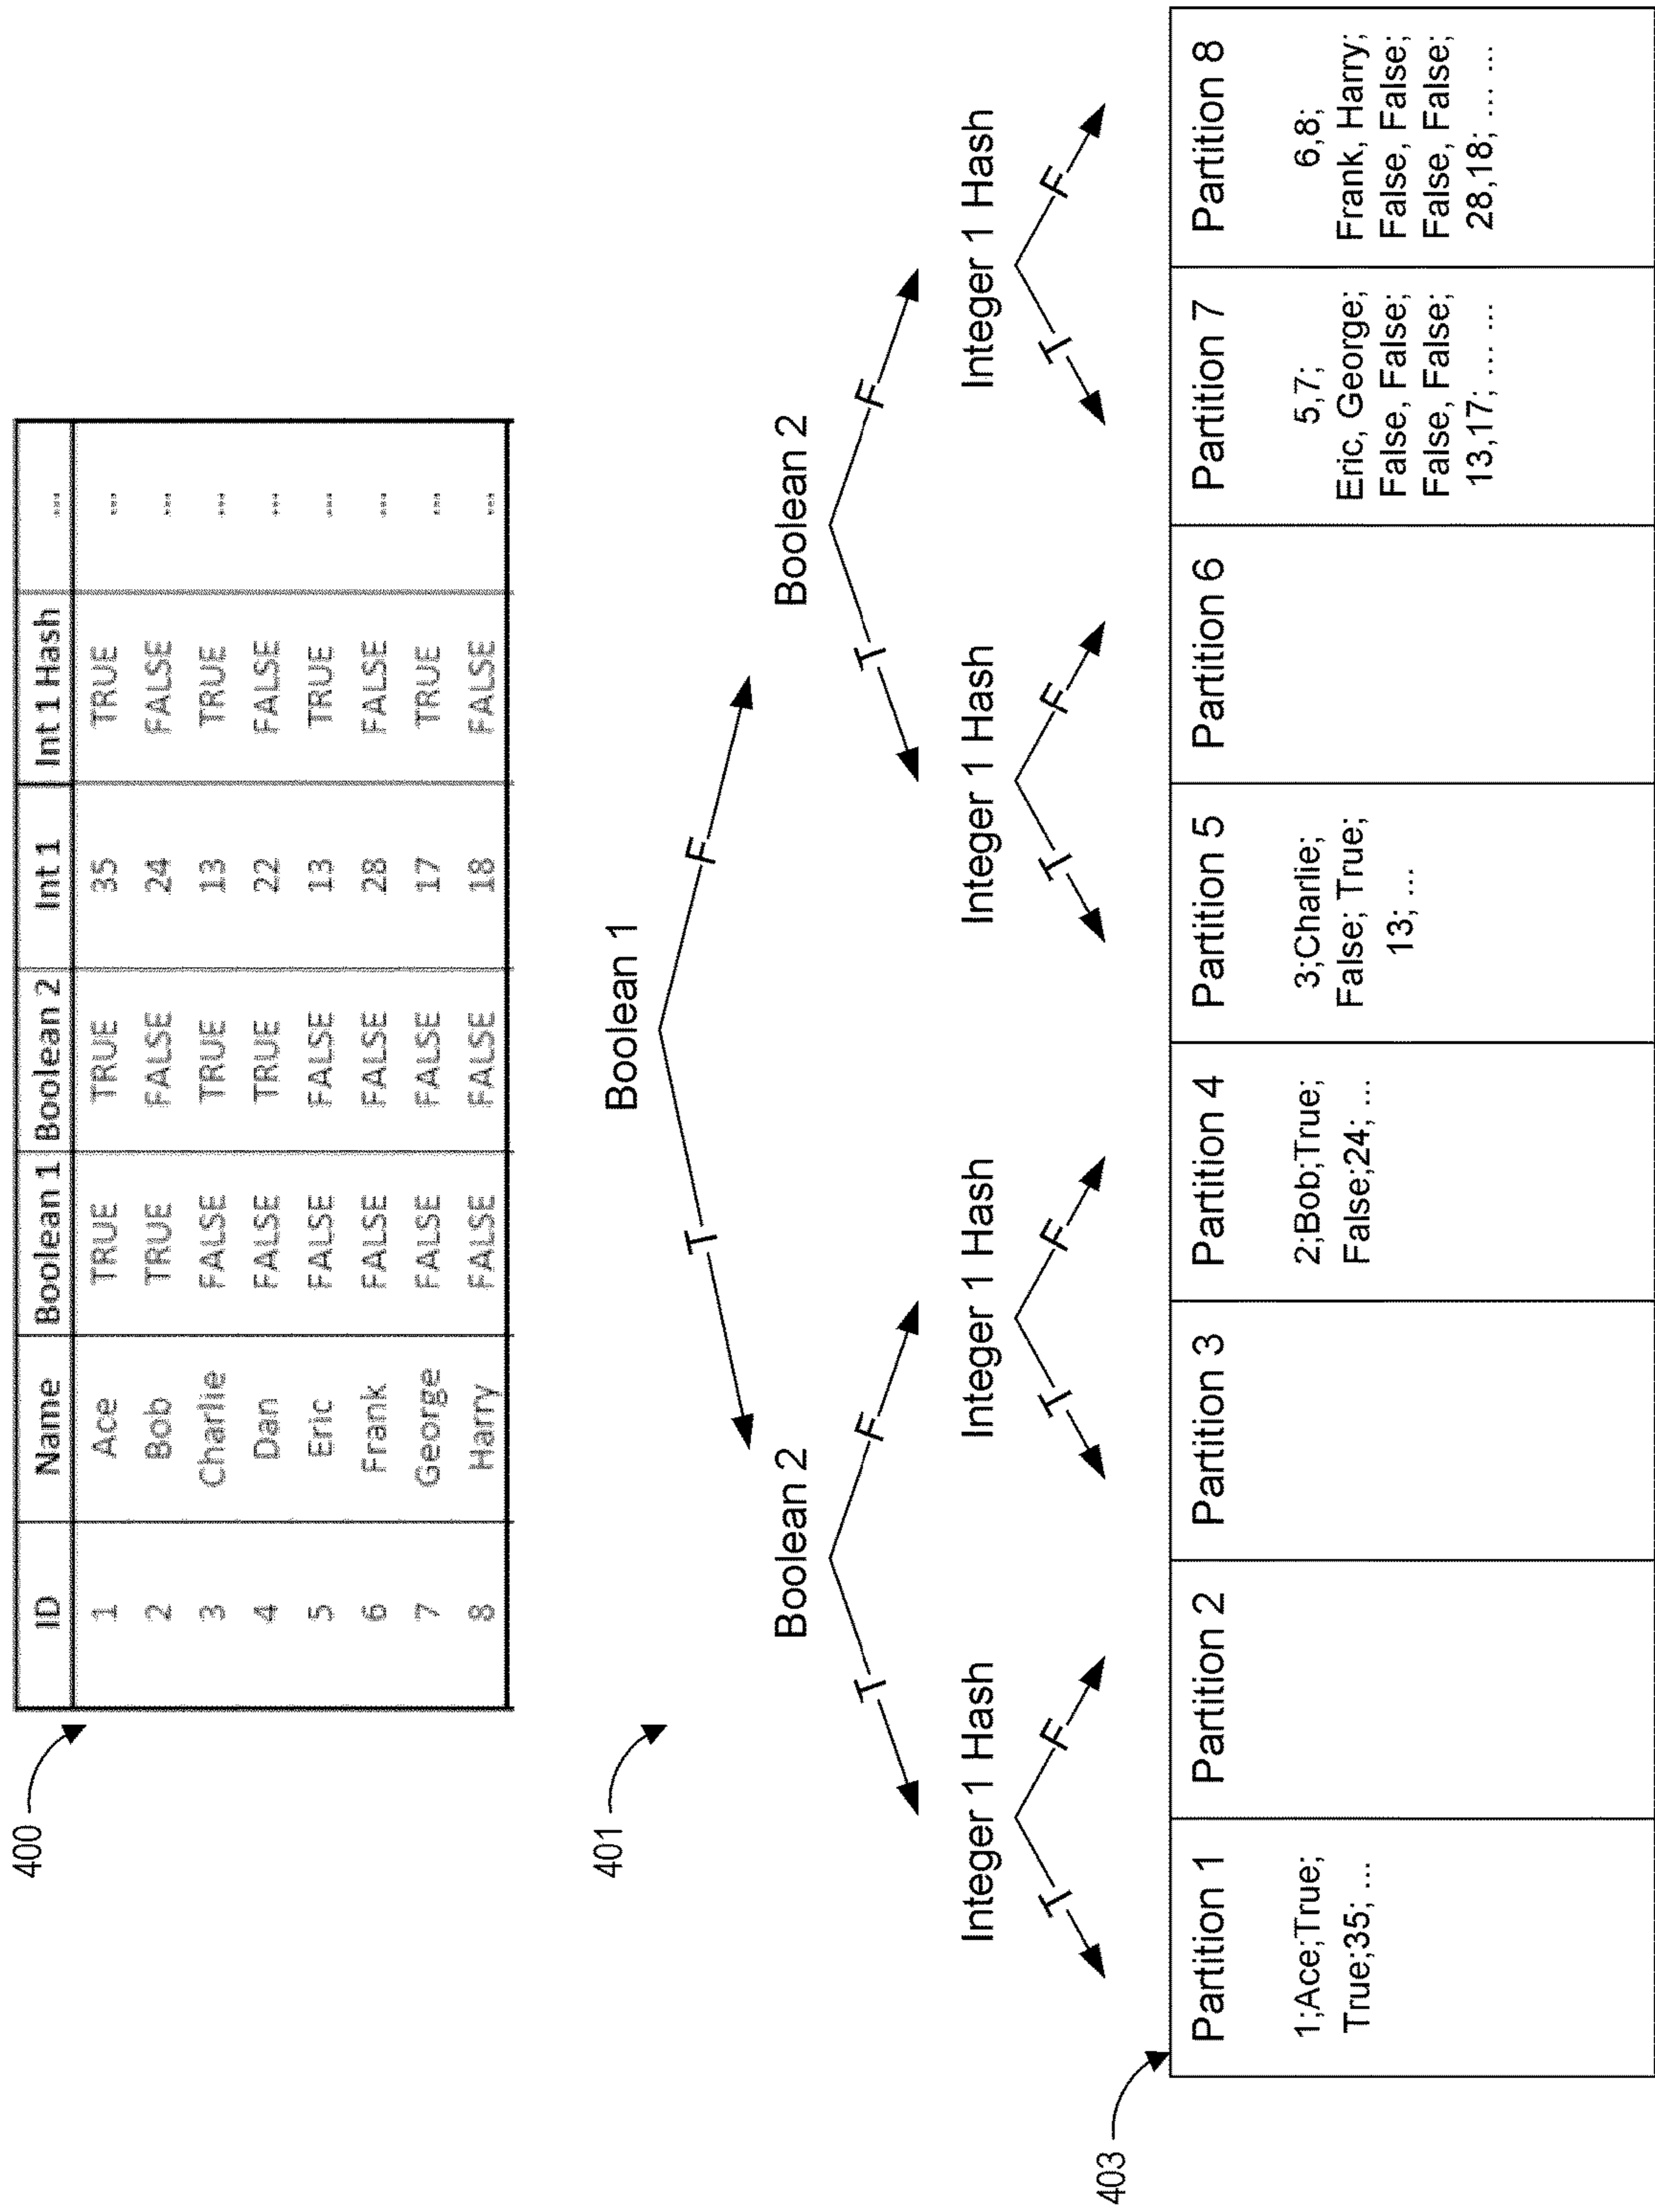 400
ID Name Boolean 1 Boolean 2 Int 1 Int 1 Hash ...
1 Ace TRUE TRUE 35 TRUE ...
2 Bob TRUE FALSE 24 FALSE ...
3 Charlie FALSE TRUE 13 TRUE ...
4 Dan FALSE TRUE 22 FALSE ...
5 Eric FALSE FALSE 13 TRUE ...
6 Frank FALSE FALSE 28 FALSE ...
7 George FALSE FALSE 17 TRUE ...
8 Harry FALSE FALSE 18 FALSE ...
401
Boolean 1
T F
Boolean 2 Boolean 2
T F T F
Integer 1 Hash Integer 1 Hash Integer 1 Hash Integer 1 Hash
T F T F T F T F
403
Partition 1
1;Ace;True;
True;35; ...
Partition 2
Partition 3
Partition 4
2;Bob;True;
False;24; ...
Partition 5
3;Charlie;
False; True;
13; ...
Partition 6
Partition 7
5,7;
Eric, George;
False, False;
False, False;
13,17; ... ...
Partition 8
6,8;
Frank, Harry;
False, False;
False, False;
28,18; ... ...